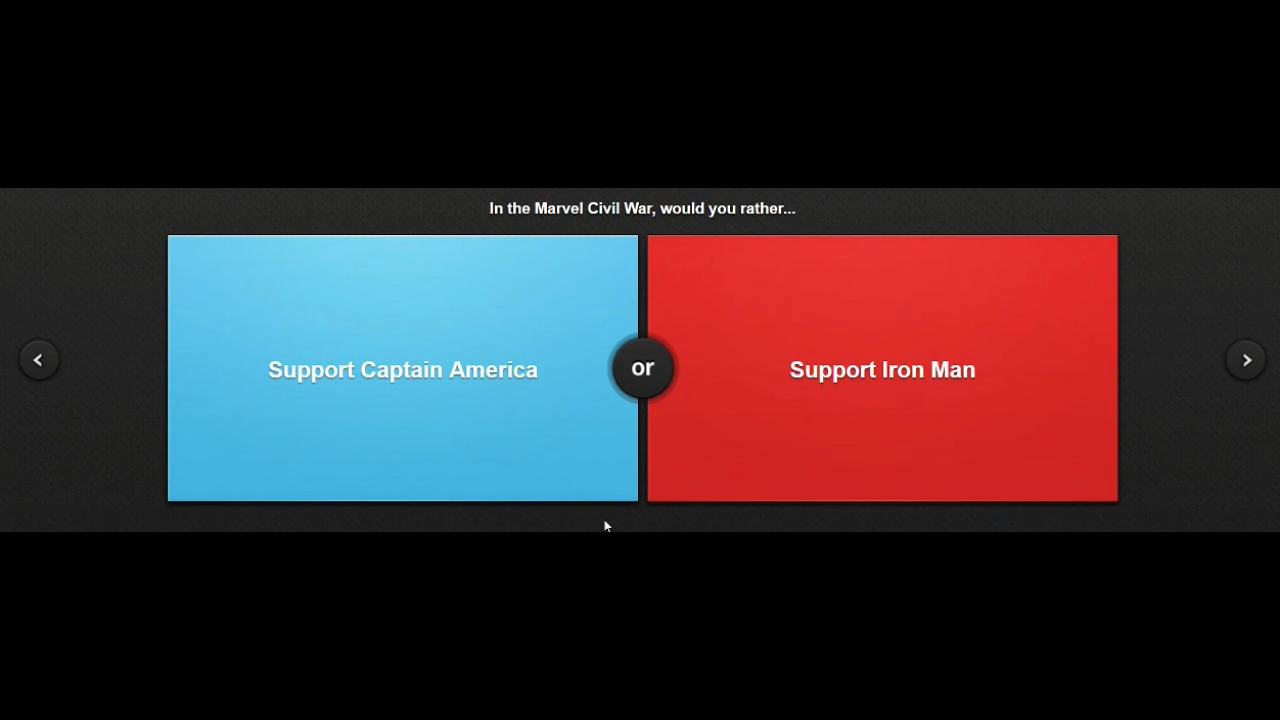 In the Marvel Civil War, would you rather...
Support Captain America
or
Support Iron Man